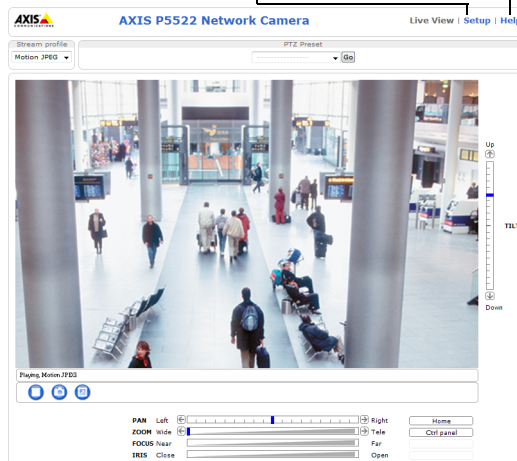 AXIS
COMMUNICATIONS
AXIS P5522 Network Camera
Live View | Setup | Help
Stream profile
PTZ Preset
Motion JPEG
Go
Up
TILT
Down
Playing, Motion JPEG
PAN Left Right Home
ZOOM Wide Tele Ctrl panel
FOCUS Near Far
IRIS Close Open